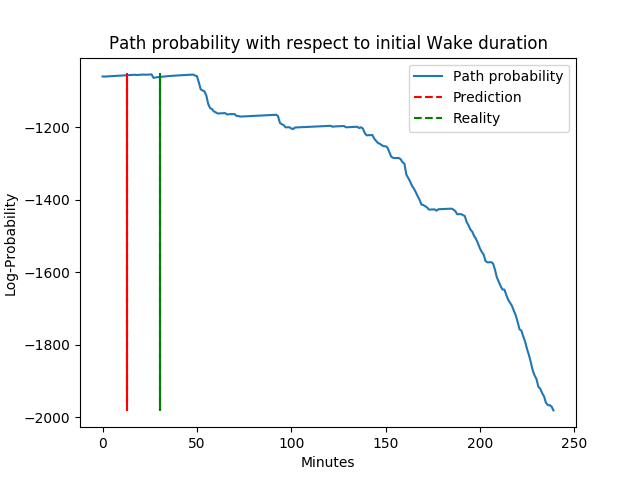 Path probability with respect to initial Wake duration
Path probability
Prediction
Reality
−1200
−1400
−1600
−1800
−2000
Log-Probability
0 50 100 150 200 250
Minutes